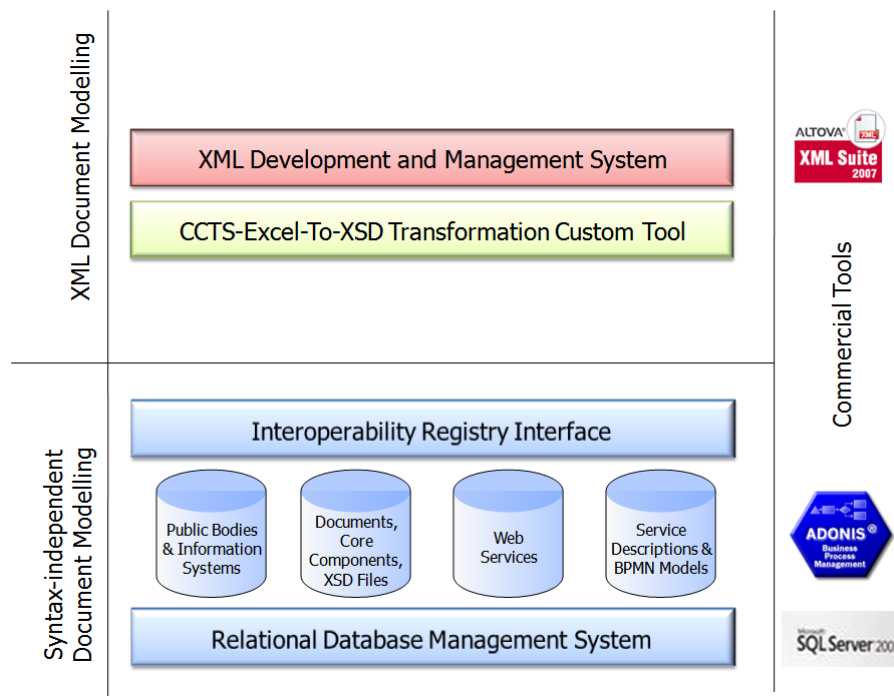 XML Document Modelling
XML Development and Management System
CCTS-Excel-To-XSD Transformation Custom Tool
ALTOVA®
XML
XML Suite
2007
Commercial Tools
Syntax-independent
Document Modelling
Interoperability Registry Interface
Public Bodies
& Information
Systems
Documents,
Core
Components,
XSD Files
Web
Services
Service
Descriptions &
BPMN Models
Relational Database Management System
ADONIS®
Business
Process
Management
Microsoft
SQL Server 200